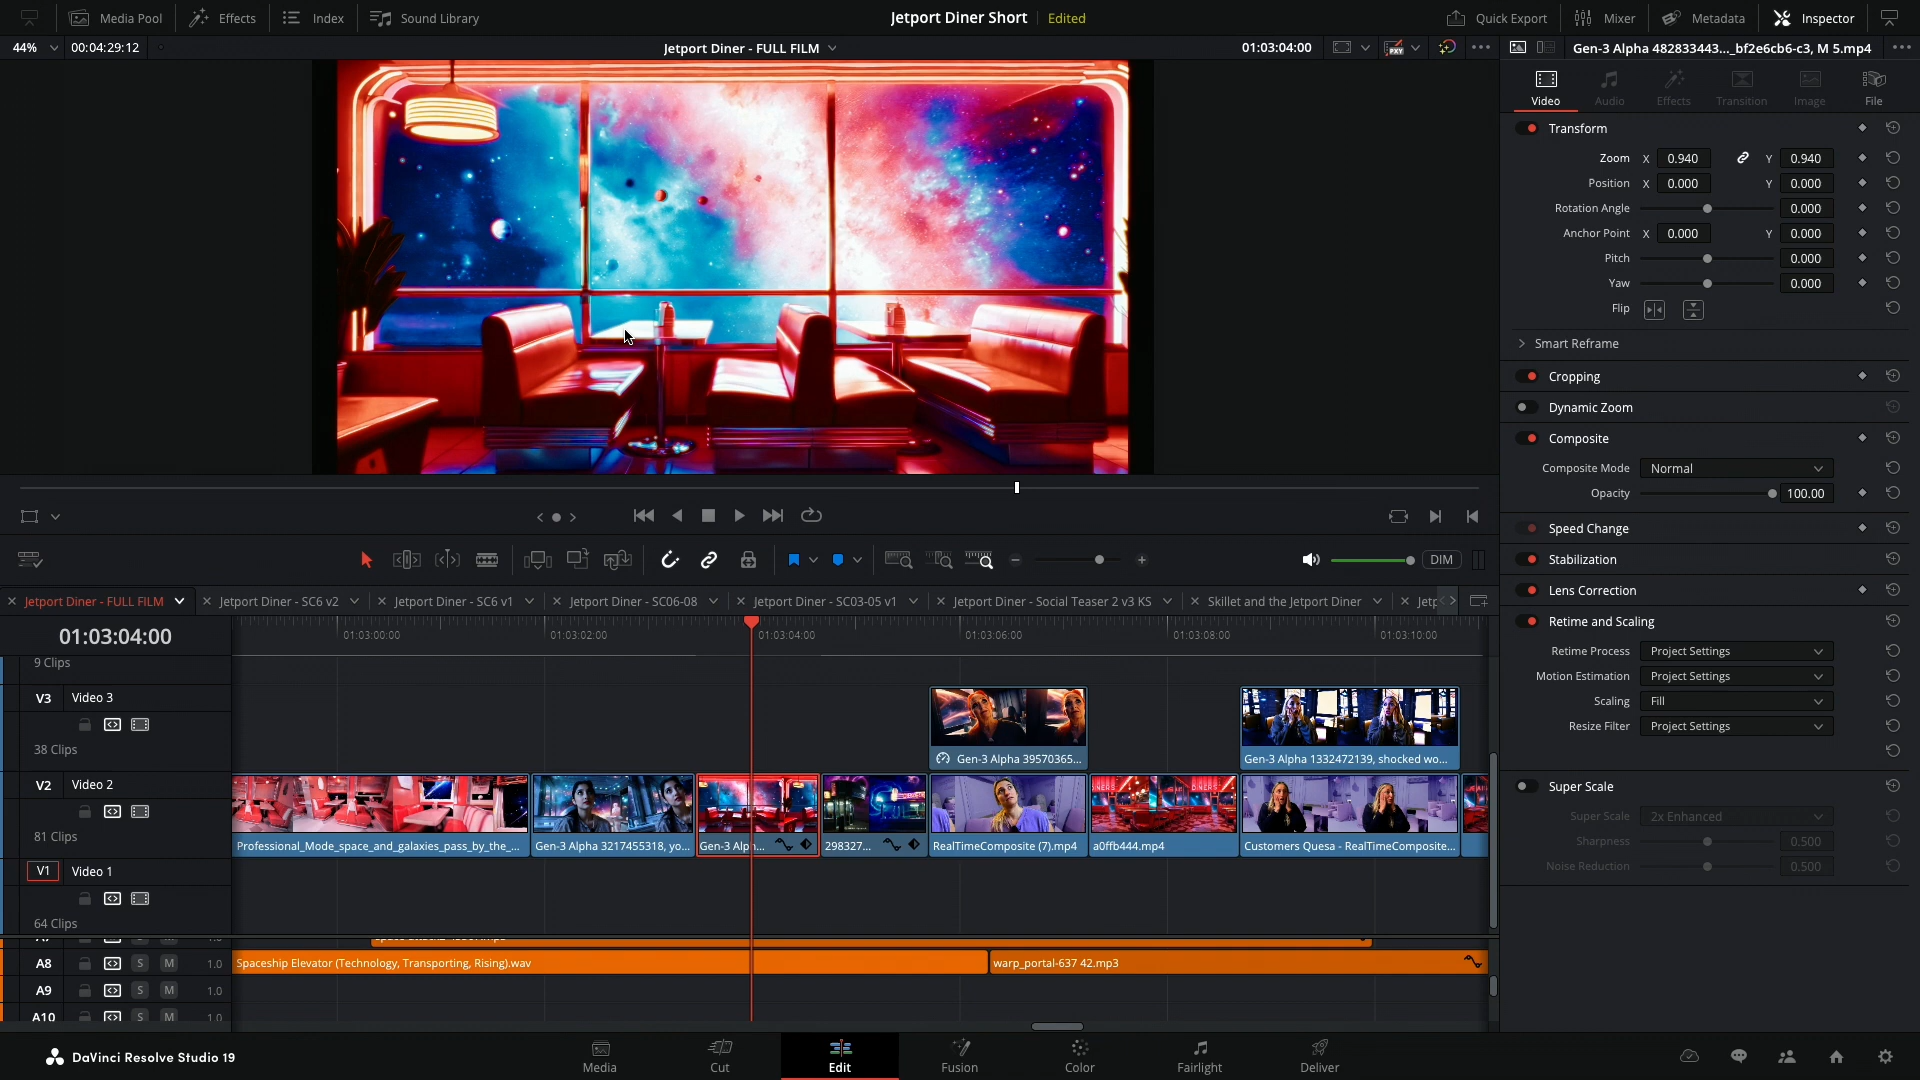 Media Pool
Effects
Index
Sound Library
Jetport Diner Short
Edited
Quick Export
Mixer
Metadata
Inspector
44%
00:04:29:12
Jetport Diner - FULL FILM
01:03:04:00
Gen-3 Alpha 482833443..._bf2e6cb6-c3, M 5.mp4
Video
Audio
Effects
Transition
Image
File
Transform
Zoom X 0.940 Y 0.940
Position X 0.000 Y 0.000
Rotation Angle 0.000
Anchor Point X 0.000 Y 0.000
Pitch 0.000
Yaw 0.000
Flip
Smart Reframe
Cropping
Dynamic Zoom
Composite
Composite Mode Normal
Opacity 100.00
Speed Change
Stabilization
Lens Correction
Retime and Scaling
Retime Process Project Settings
Motion Estimation Project Settings
Scaling Fill
Resize Filter Project Settings
Super Scale
Super Scale 2x Enhanced
Sharpness 0.500
Noise Reduction 0.500
DIM
Jetport Diner - FULL FILM
Jetport Diner - SC6 v2
Jetport Diner - SC6 v1
Jetport Diner - SC06-08
Jetport Diner - SC03-05 v1
Jetport Diner - Social Teaser 2 v3 KS
Skillet and the Jetport Diner
01:03:04:00
01:03:00:00
01:03:02:00
01:03:04:00
01:03:06:00
01:03:08:00
01:03:10:00
9 Clips
V3 Video 3
38 Clips
Gen-3 Alpha 39570365...
Gen-3 Alpha 1332472139, shocked wo...
V2 Video 2
81 Clips
Professional_Mode_space_and_galaxies_pass_by_the_...
Gen-3 Alpha 3217455318, yo...
Gen-3 Alph...
298327...
RealTimeComposite (7).mp4
a0ffb444.mp4
Customers Quesa - RealTimeComposite...
V1 Video 1
64 Clips
A8 S M 1.0
Spaceship Elevator (Technology, Transporting, Rising).wav
warp_portal-637 42.mp3
A9 S M 1.0
A10 S M 1.0
DaVinci Resolve Studio 19
Media
Cut
Edit
Fusion
Color
Fairlight
Deliver